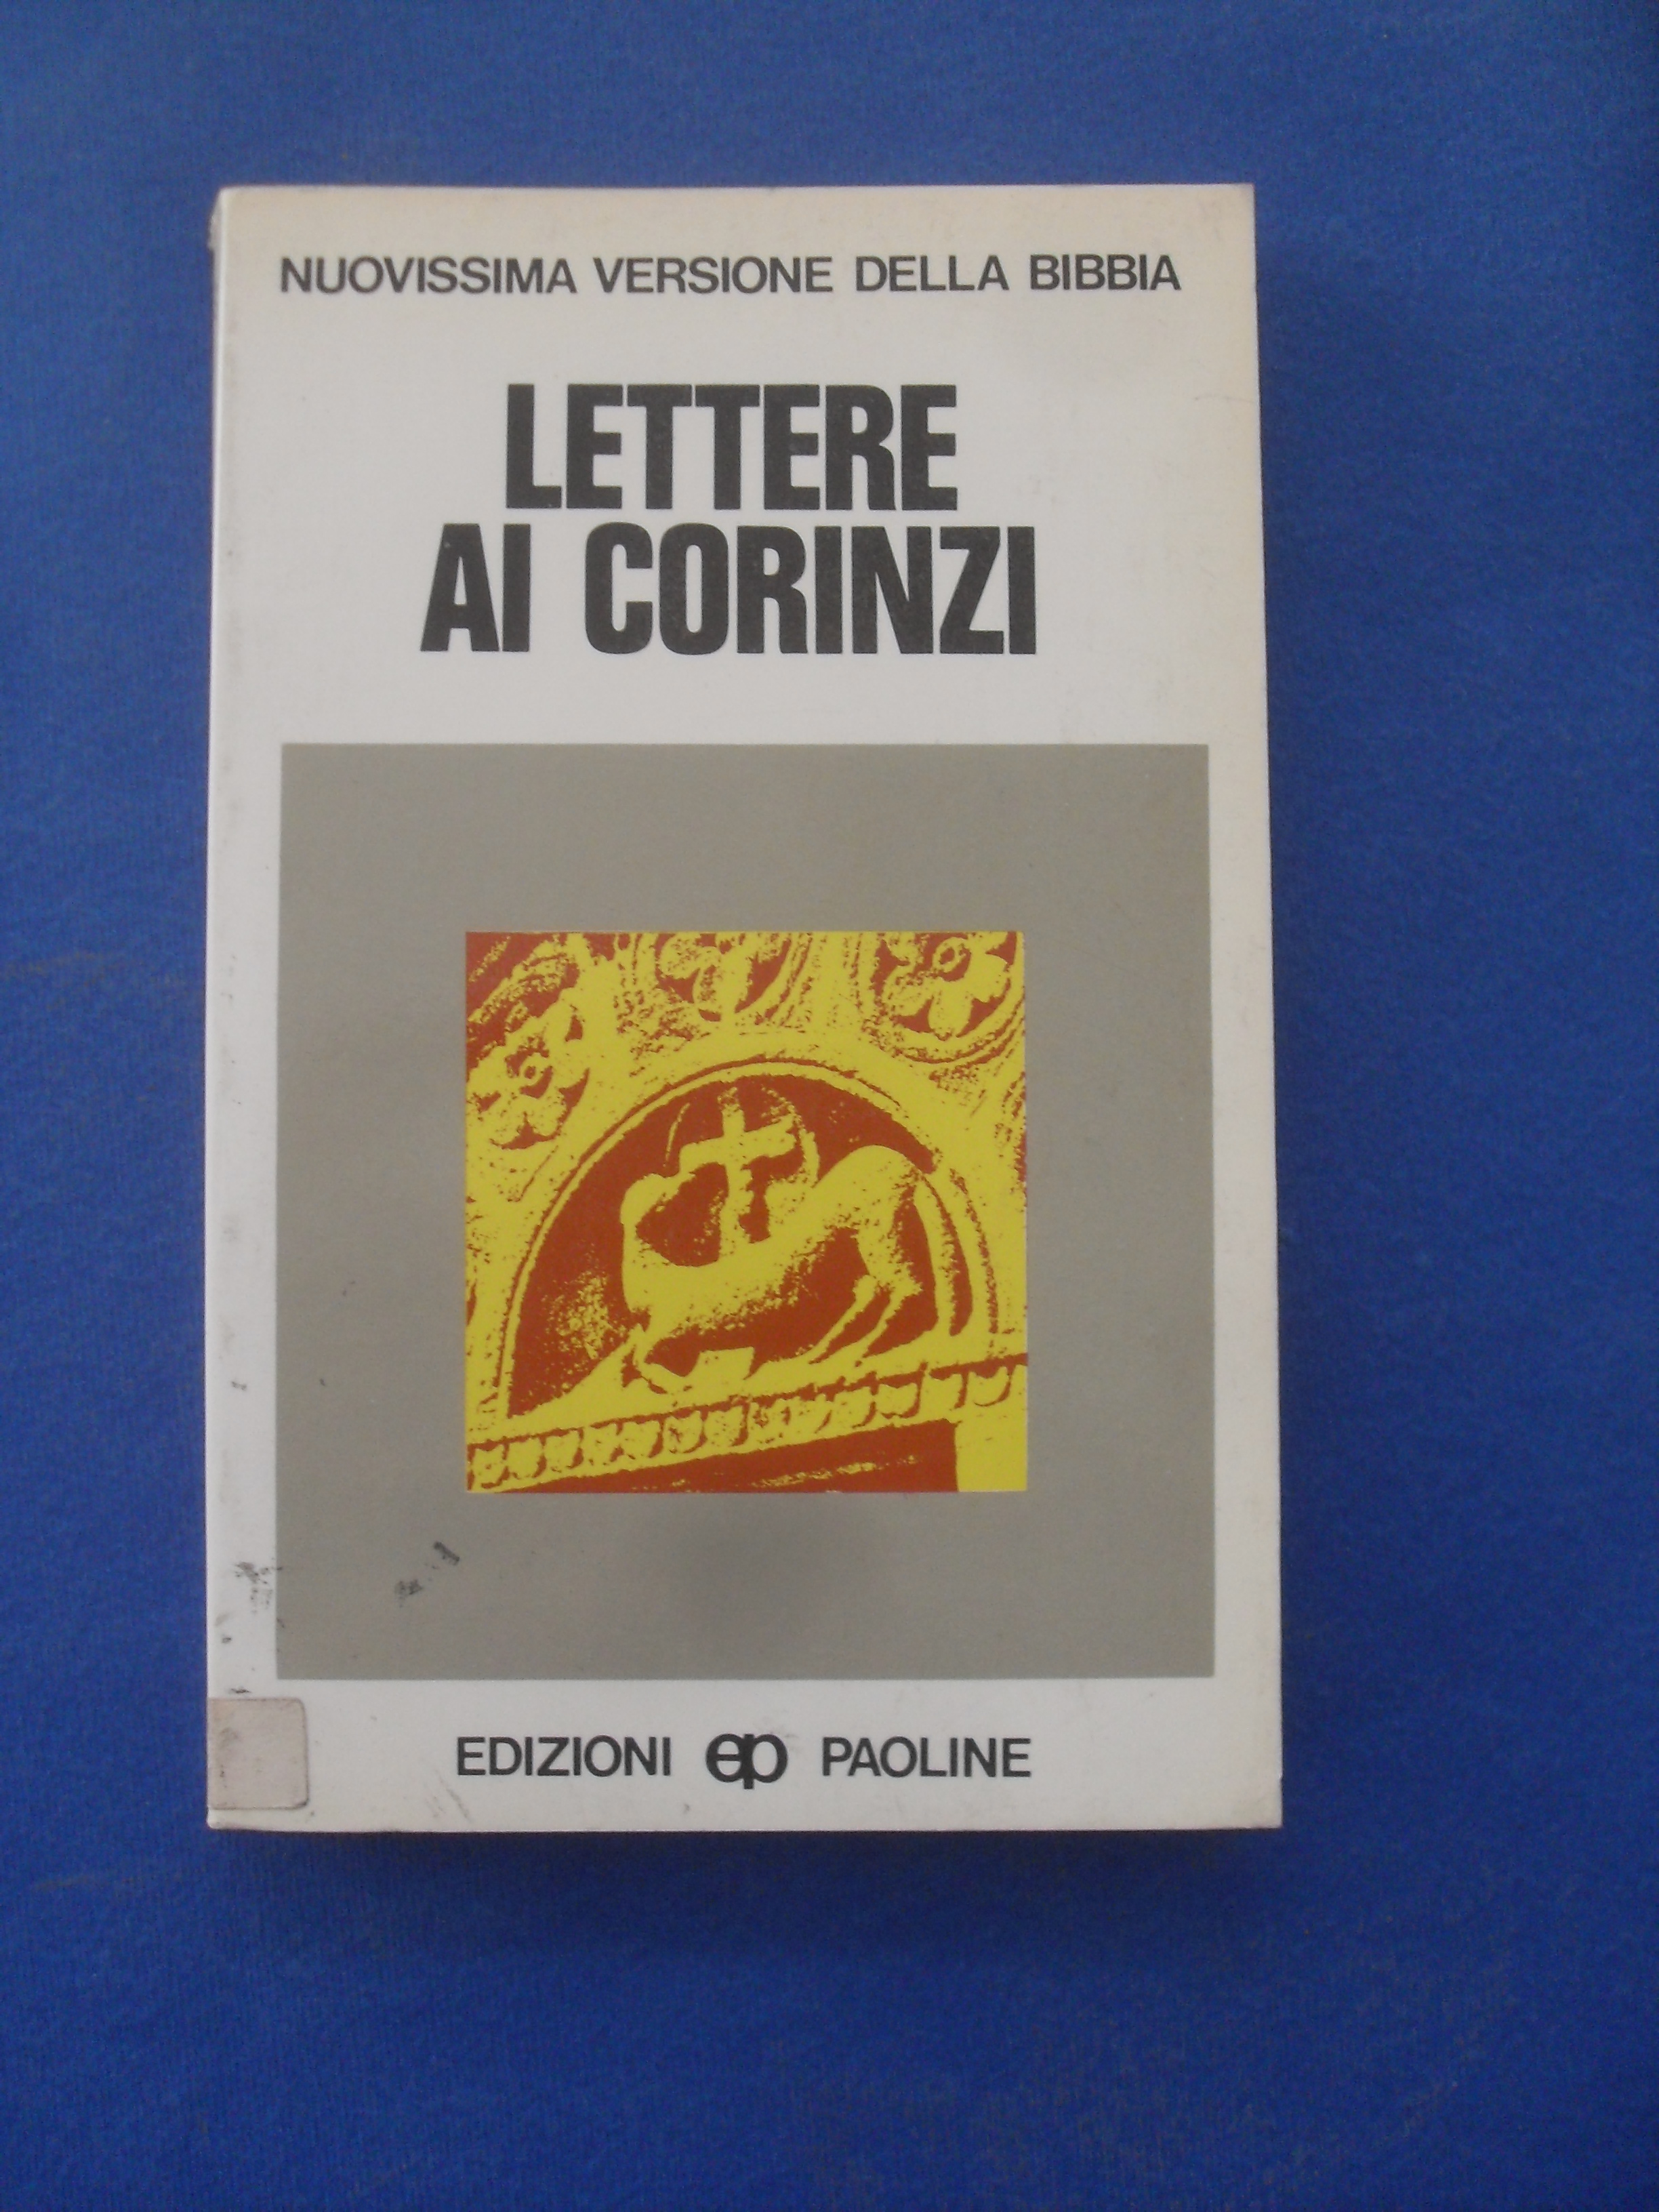 NUOVISSIMA VERSIONE DELLA BIBBIA
LETTERE
AI CORINZI
EDIZIONI ep PAOLINE